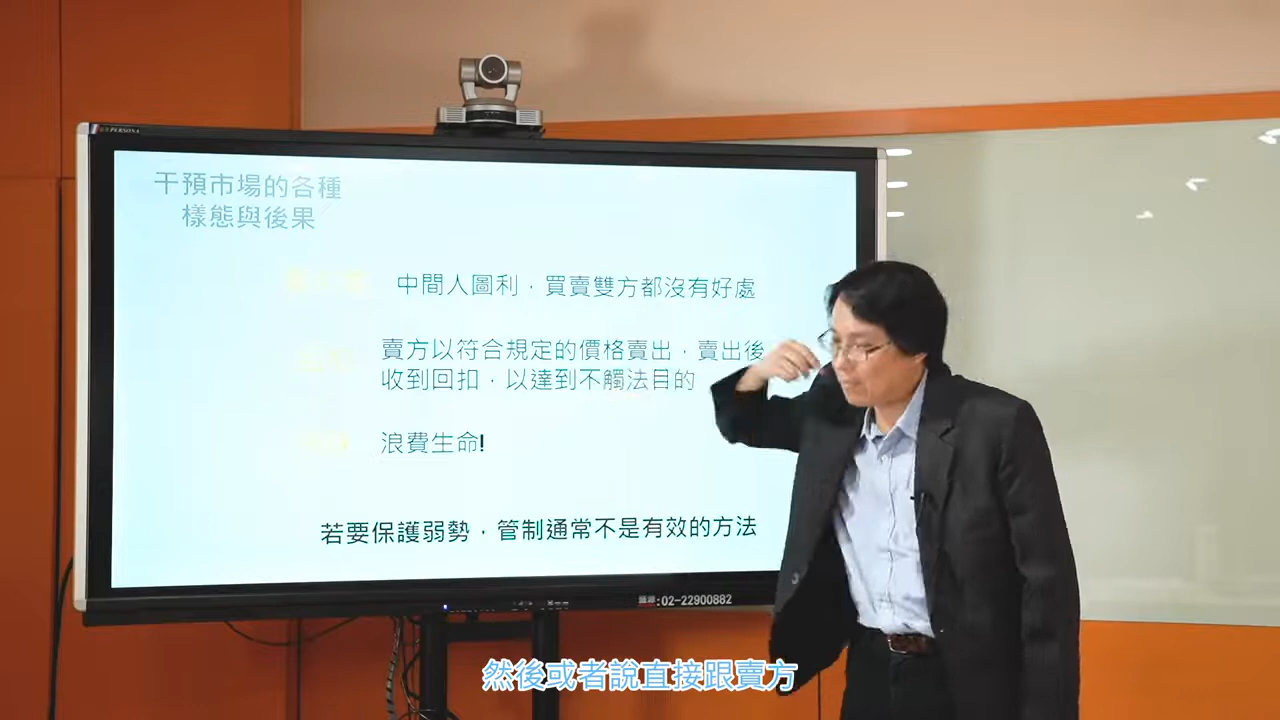 PERSONA
干預市場的各種
樣態與後果
中間人圖利，買賣雙方都沒有好處
賣方以符合規定的價格賣出，賣出後
收到回扣，以達到不觸法目的
浪費生命!
若要保護弱勢，管制通常不是有效的方法
:02-22900882
然後或者說直接跟賣方